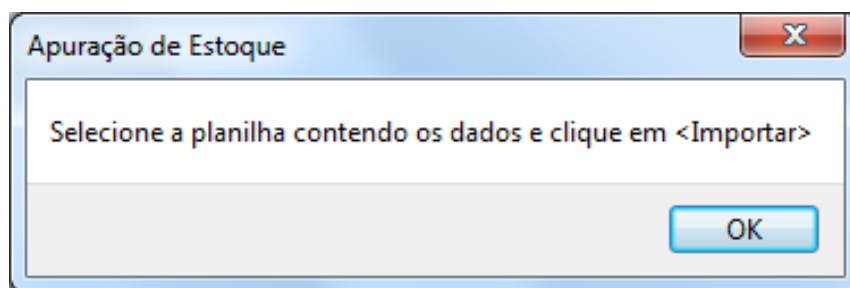 Apuração de Estoque
Selecione a planilha contendo os dados e clique em <Importar>
OK